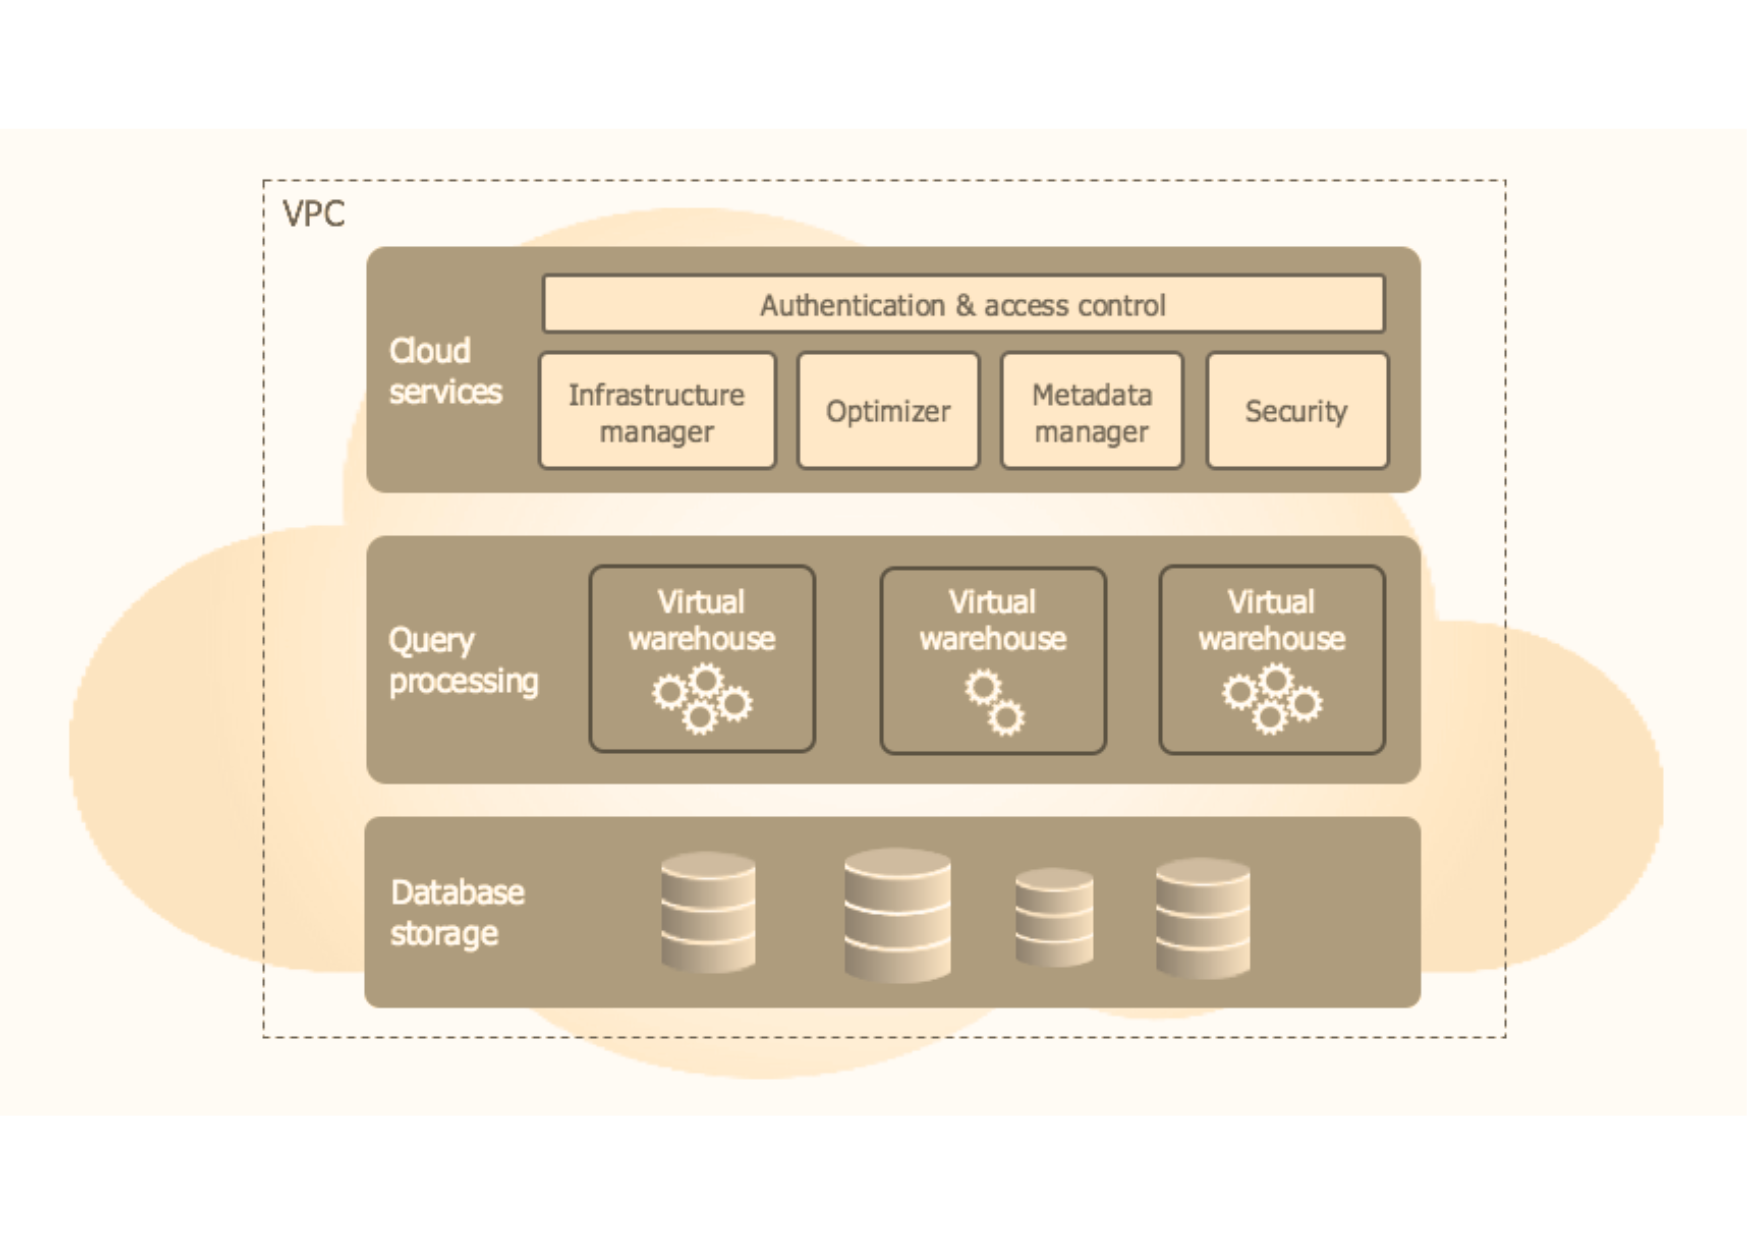 VPC
Cloud
services
Authentication & access control
Infrastructure
manager
Optimizer
Metadata
manager
Security
Query
processing
Virtual
warehouse
Virtual
warehouse
Virtual
warehouse
Database
storage